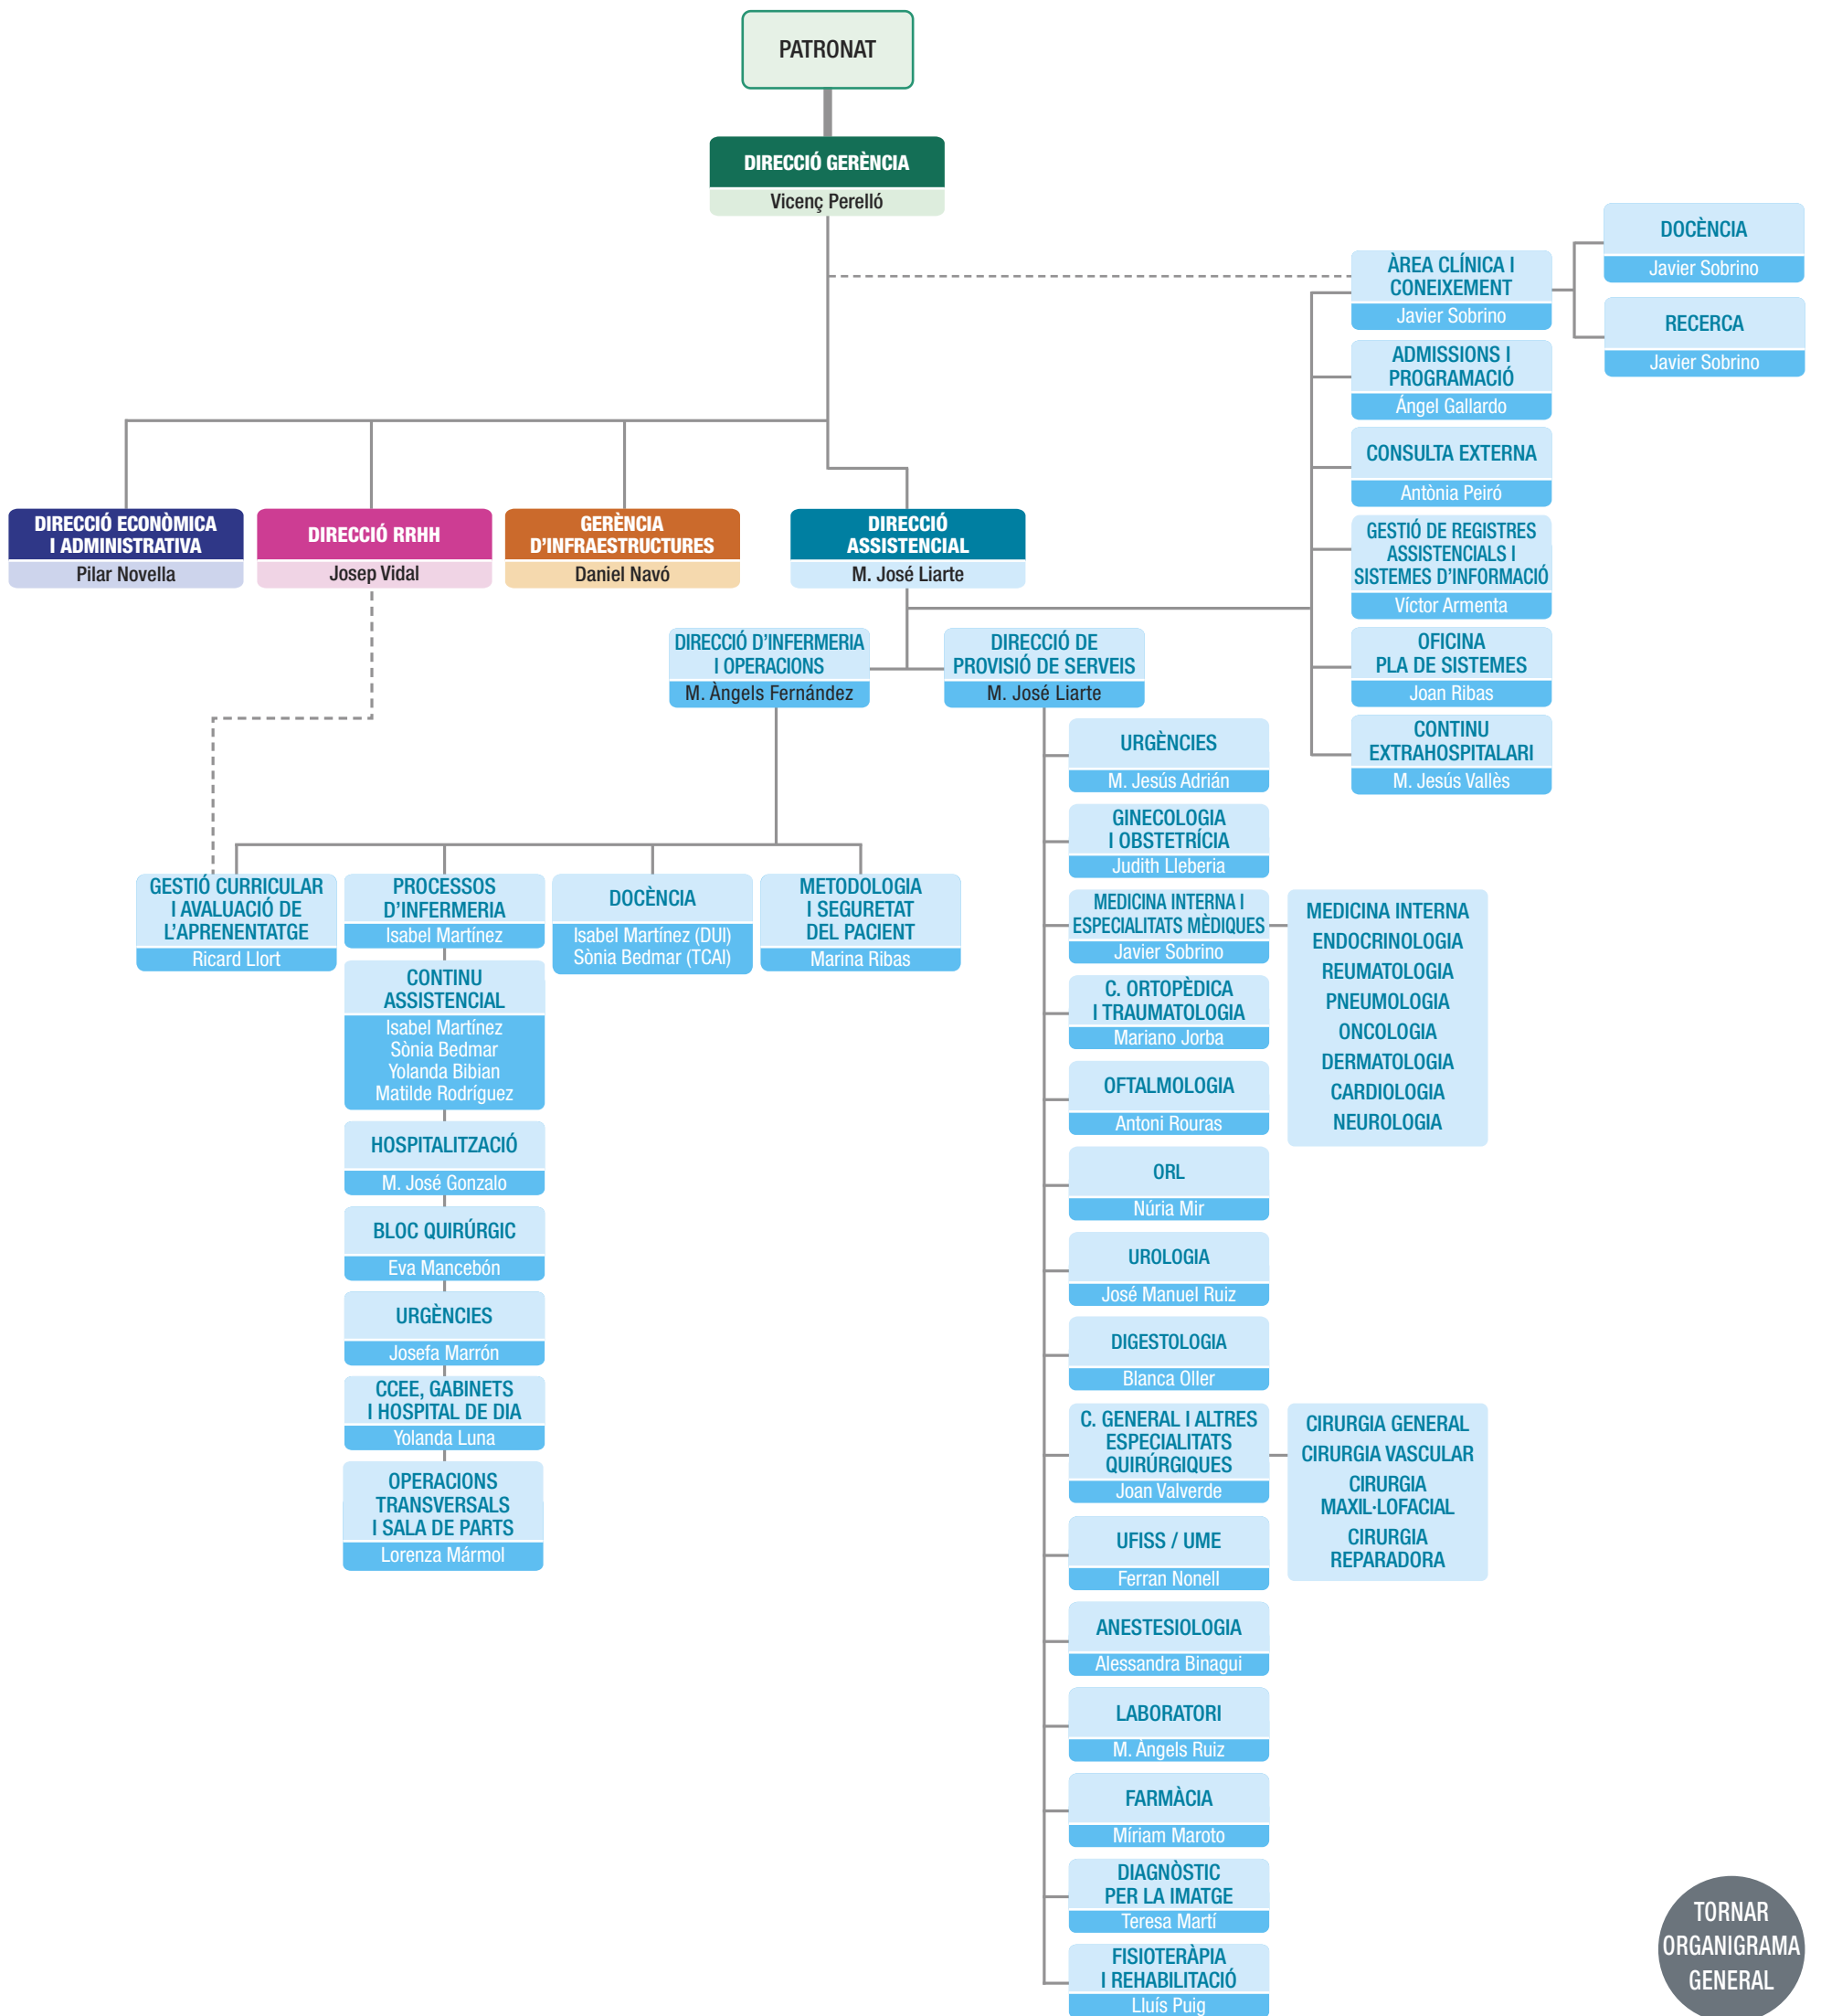 PATRONAT
DIRECCIÓ GERÈNCIA
Vicenç Perelló
DOCÈNCIA
Javier Sobrino
RECERCA
Javier Sobrino
ÀREA CLÍNICA I
CONEIXEMENT
Javier Sobrino
ADMISSIONS I
PROGRAMACIÓ
Ángel Gallardo
CONSULTA EXTERNA
Antònia Peiró
GESTIÓ DE REGISTRES
ASSISTENCIALS I
SISTEMES D'INFORMACIÓ
Víctor Armenta
OFICINA
PLA DE SISTEMES
Joan Ribas
CONTINU
EXTRAHOSPITALARI
M. Jesús Vallès
DIRECCIÓ ECONÒMICA
I ADMINISTRATIVA
Pilar Novella
DIRECCIÓ RRHH
Josep Vidal
GERÈNCIA
D'INFRAESTRUCTURES
Daniel Navó
DIRECCIÓ
ASSISTENCIAL
M. José Liarte
DIRECCIÓ D'INFERMERIA
I OPERACIONS
M. Àngels Fernández
DIRECCIÓ DE
PROVISIÓ DE SERVEIS
M. José Liarte
GESTIÓ CURRICULAR
I AVALUACIÓ DE
L'APRENENTATGE
Ricard Llort
PROCESSOS
D'INFERMERIA
Isabel Martínez
DOCÈNCIA
Isabel Martínez (DUI)
Sònia Bedmar (TCAI)
METODOLOGIA
I SEGURETAT
DEL PACIENT
Marina Ribas
CONTINU
ASSISTENCIAL
Isabel Martínez
Sònia Bedmar
Yolanda Bibian
Matilde Rodríguez
HOSPITALITZACIÓ
M. José Gonzalo
BLOC QUIRÚRGIC
Eva Mancebón
URGÈNCIES
Josefa Marrón
CCEE, GABINETS
I HOSPITAL DE DIA
Yolanda Luna
OPERACIONS
TRANSVERSALS
I SALA DE PARTS
Lorenza Mármol
URGÈNCIES
M. Jesús Adrián
GINECOLOGIA
I OBSTETRÍCIA
Judith Lleberia
MEDICINA INTERNA I
ESPECIALITATS MÈDIQUES
Javier Sobrino
MEDICINA INTERNA
ENDOCRINOLOGIA
REUMATOLOGIA
PNEUMOLOGIA
ONCOLOGIA
DERMATOLOGIA
CARDIOLOGIA
NEUROLOGIA
C. ORTOPÈDICA
I TRAUMATOLOGIA
Mariano Jorba
OFTALMOLOGIA
Antoni Rouras
ORL
Núria Mir
UROLOGIA
José Manuel Ruiz
DIGESTOLOGIA
Blanca Oller
C. GENERAL I ALTRES
ESPECIALITATS
QUIRÚRGIQUES
Joan Valverde
CIRURGIA GENERAL
CIRURGIA VASCULAR
CIRURGIA
MAXIL·LOFACIAL
CIRURGIA
REPARADORA
UFISS / UME
Ferran Nonell
ANESTESIOLOGIA
Alessandra Binagui
LABORATORI
M. Àngels Ruiz
FARMÀCIA
Míriam Maroto
DIAGNÒSTIC
PER LA IMATGE
Teresa Martí
FISIOTERÀPIA
I REHABILITACIÓ
Lluís Puig
TORNAR
ORGANIGRAMA
GENERAL